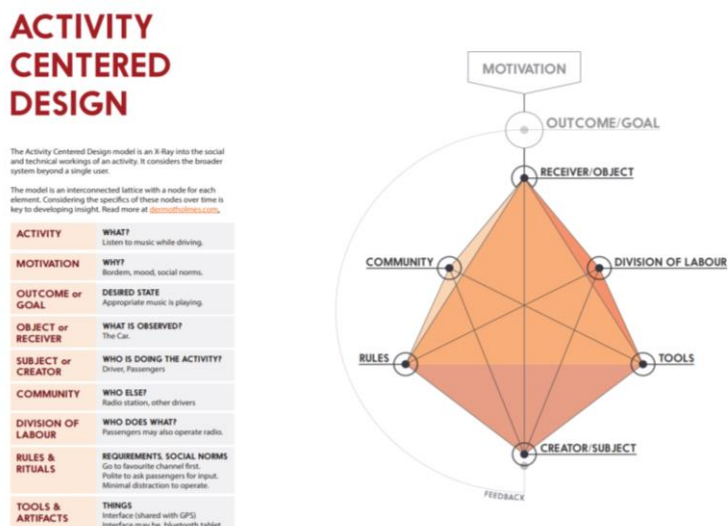 ACTIVITY
CENTERED
DESIGN
The Activity Centered Design model is an X-Ray into the social
and technical workings of an activity. It considers the broader
system beyond a single user.
The model is an interconnected lattice with a node for each
element. Considering the specifics of these nodes over time is
key to developing insight. Read more at dermotholmes.com.
ACTIVITY
WHAT?
Listen to music while driving.
MOTIVATION
WHY?
Bordem, mood, social norms.
OUTCOME or
GOAL
DESIRED STATE
Appropriate music is playing.
OBJECT or
RECEIVER
WHAT IS OBSERVED?
The Car.
SUBJECT or
CREATOR
WHO IS DOING THE ACTIVITY?
Driver, Passengers
COMMUNITY
WHO ELSE?
Radio station, other drivers
DIVISION OF
LABOUR
WHO DOES WHAT?
Passengers may also operate radio.
RULES &
RITUALS
REQUIREMENTS, SOCIAL NORMS
Go to favourite channel first.
Polite to ask passengers for input.
Minimal distraction to operate.
TOOLS &
ARTIFACTS
THINGS
Interface (shared with GPS)
Interface may be, bluetooth tablet
MOTIVATION
OUTCOME/GOAL
RECEIVER/OBJECT
COMMUNITY
DIVISION OF LABOUR
RULES
TOOLS
CREATOR/SUBJECT
FEEDBACK